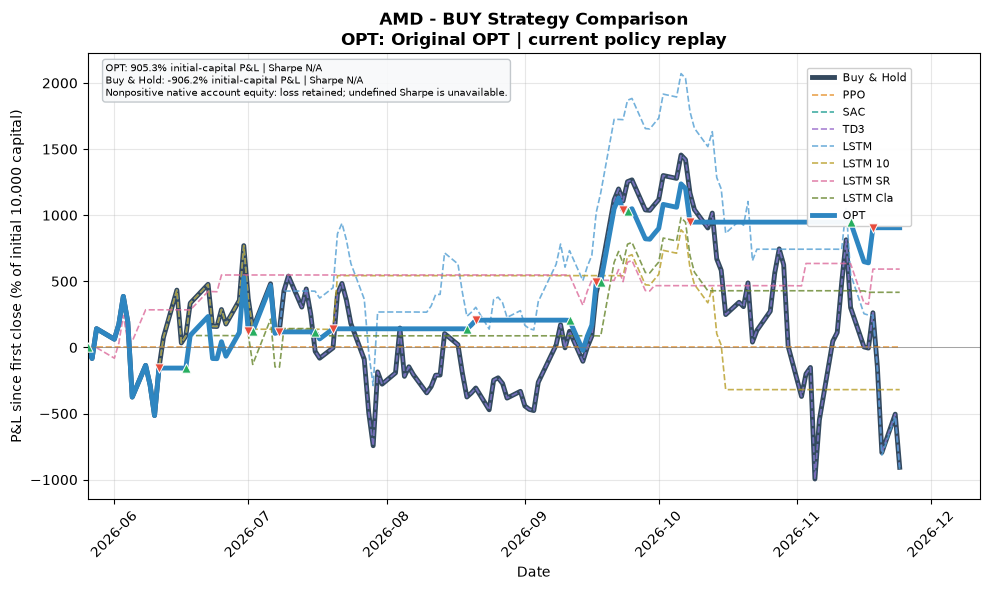 AMD - BUY Strategy Comparison
OPT: Original OPT | current policy replay
OPT: 905.3% initial-capital P&L | Sharpe N/A
Buy & Hold: -906.2% initial-capital P&L | Sharpe N/A
Nonpositive native account equity: loss retained; undefined Sharpe is unavailable.
Buy & Hold
PPO
SAC
TD3
LSTM
LSTM 10
LSTM SR
LSTM Cla
OPT
P&L since first close (% of initial 10,000 capital)
2000
1500
1000
500
0
−500
−1000
2026-06
2026-07
2026-08
2026-09
2026-10
2026-11
2026-12
Date